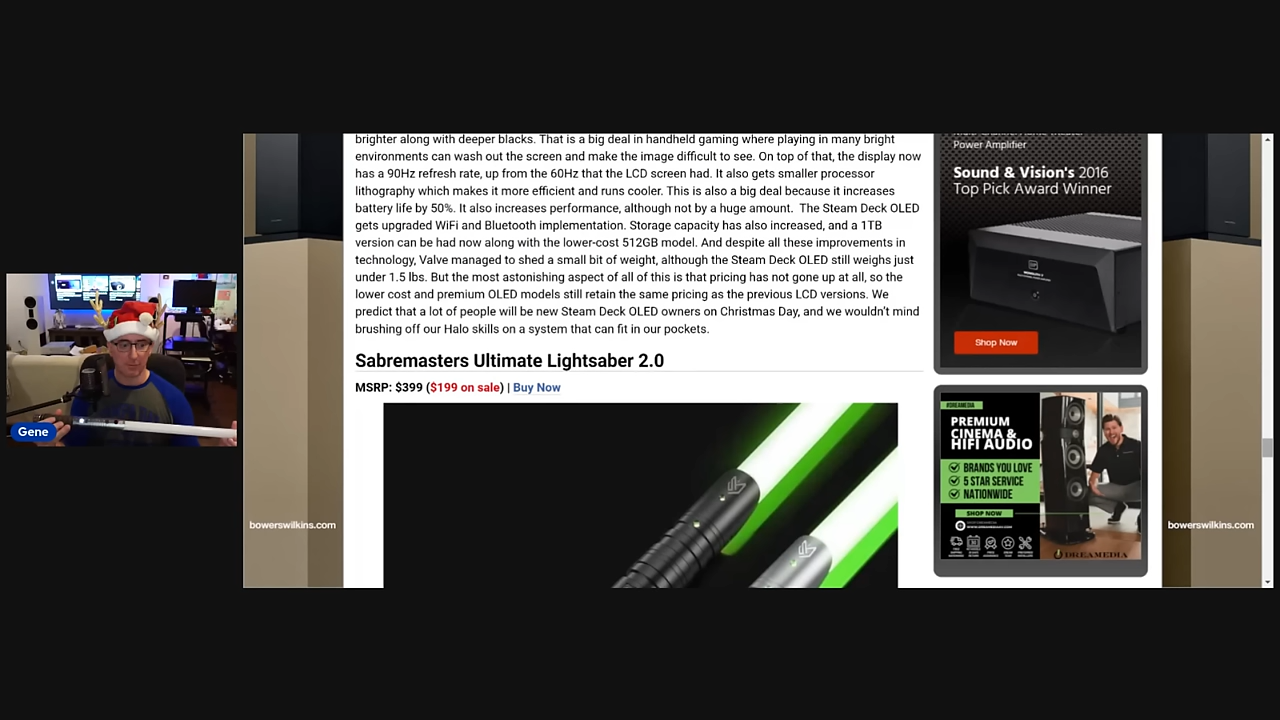 brighter along with deeper blacks. That is a big deal in handheld gaming where playing in many bright
environments can wash out the screen and make the image difficult to see. On top of that, the display now
has a 90Hz refresh rate, up from the 60Hz that the LCD screen had. It also gets smaller processor
lithography which makes it more efficient and runs cooler. This is also a big deal because it increases
battery life by 50%. It also increases performance, although not by a huge amount.  The Steam Deck OLED
gets upgraded WiFi and Bluetooth implementation. Storage capacity has also increased, and a 1TB
version can be had now along with the lower-cost 512GB model. And despite all these improvements in
technology, Valve managed to shed a small bit of weight, although the Steam Deck OLED still weighs just
under 1.5 lbs. But the most astonishing aspect of all of this is that pricing has not gone up at all, so the
lower cost and premium OLED models still retain the same pricing as the previous LCD versions. We
predict that a lot of people will be new Steam Deck OLED owners on Christmas Day, and we wouldn't mind
brushing off our Halo skills on a system that can fit in our pockets.
Sabremasters Ultimate Lightsaber 2.0
MSRP: $399 ($199 on sale) | Buy Now
Power Amplifier
Sound & Vision's 2016
Top Pick Award Winner
Shop Now
#DREAMEDIA
PREMIUM
CINEMA &
HIFI AUDIO
BRANDS YOU LOVE
5 STAR SERVICE
NATIONWIDE
SHOP NOW
DREAMEDIA
Gene
bowerswilkins.com
bowerswilkins.com